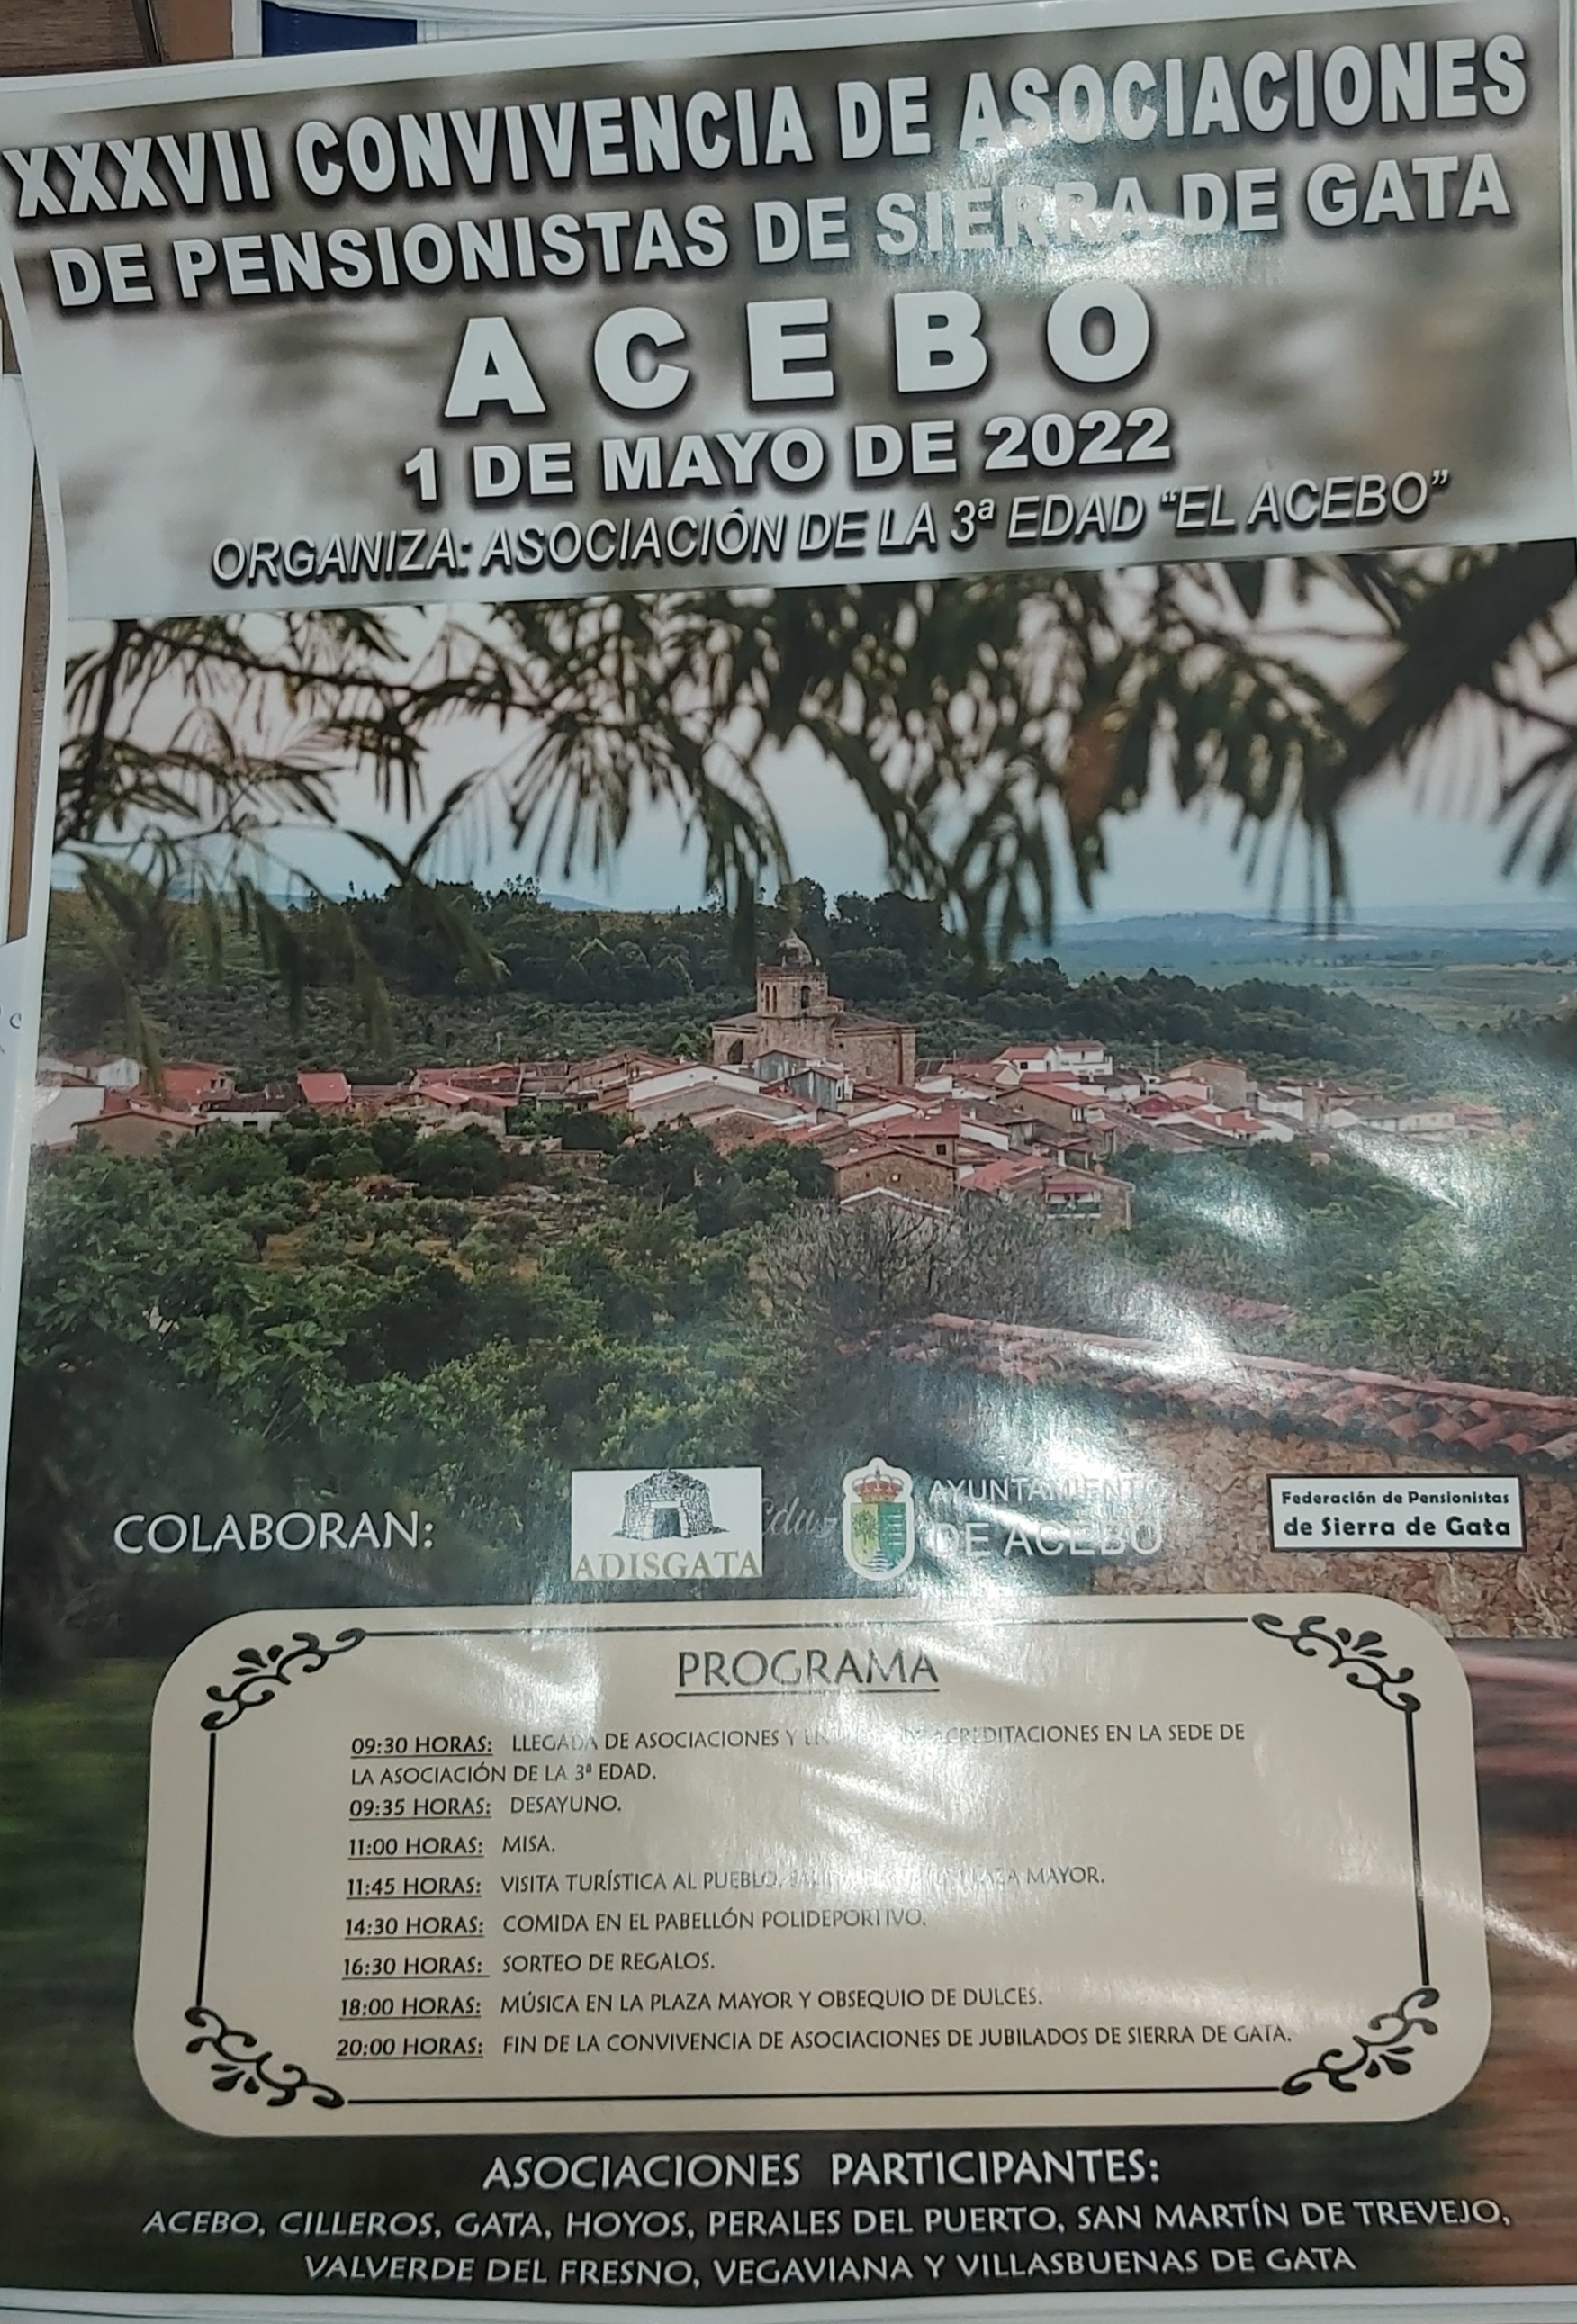 XXXVII CONVIVENCIA DE ASOCIACIONES
DE PENSIONISTAS DE SIERRA DE GATA
ACEBO
1 DE MAYO DE 2022
ORGANIZA: ASOCIACIÓN DE LA 3ª EDAD “EL ACEBO”
COLABORAN:
ADISGATA
AYUNTAMIENTO
DE ACEBO
Federación de Pensionistas
de Sierra de Gata
PROGRAMA
09:30 HORAS: LLEGADA DE ASOCIACIONES Y ACREDITACIONES EN LA SEDE DE
LA ASOCIACIÓN DE LA 3ª EDAD.
09:35 HORAS: DESAYUNO.
11:00 HORAS: MISA.
11:45 HORAS: VISITA TURÍSTICA AL PUEBLO, PLAZA MAYOR.
14:30 HORAS: COMIDA EN EL PABELLÓN POLIDEPORTIVO.
16:30 HORAS: SORTEO DE REGALOS.
18:00 HORAS: MÚSICA EN LA PLAZA MAYOR Y OBSEQUIO DE DULCES.
20:00 HORAS: FIN DE LA CONVIVENCIA DE ASOCIACIONES DE JUBILADOS DE SIERRA DE GATA.
ASOCIACIONES PARTICIPANTES:
ACEBO, CILLEROS, GATA, HOYOS, PERALES DEL PUERTO, SAN MARTÍN DE TREVEJO,
VALVERDE DEL FRESNO, VEGAVIANA Y VILLASBUENAS DE GATA